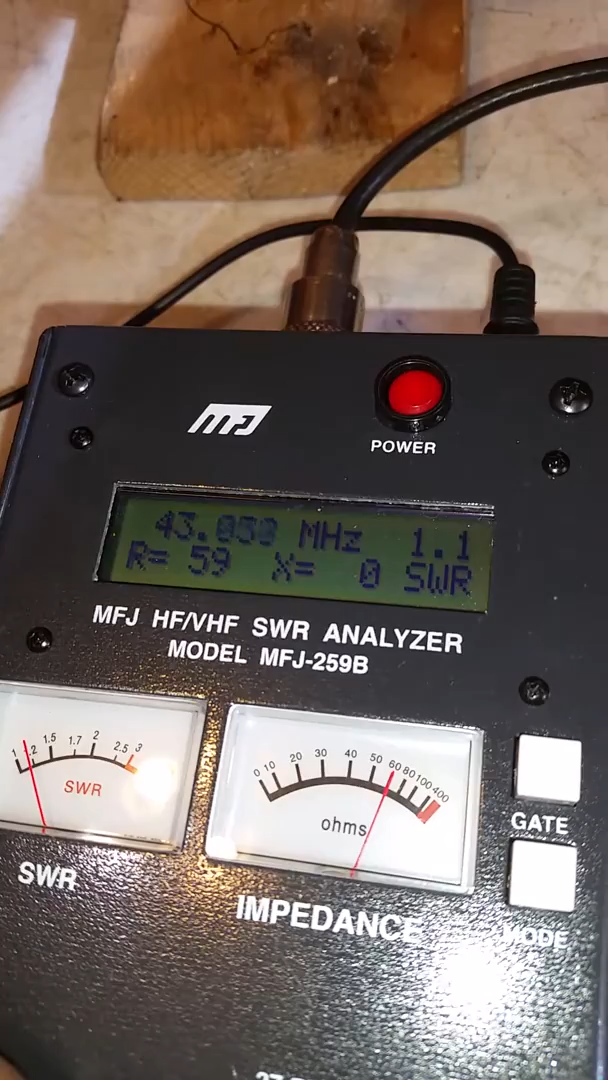 MFJ
POWER
43.030 MHz 1.1
R= 59 X= 0 SWR
MFJ HF/VHF SWR ANALYZER
MODEL MFJ-259B
1 1.2 1.5 1.7 2 2.5 3
SWR
0 10 20 30 40 50 60 80 100 400
ohms
GATE
SWR
IMPEDANCE
MODE